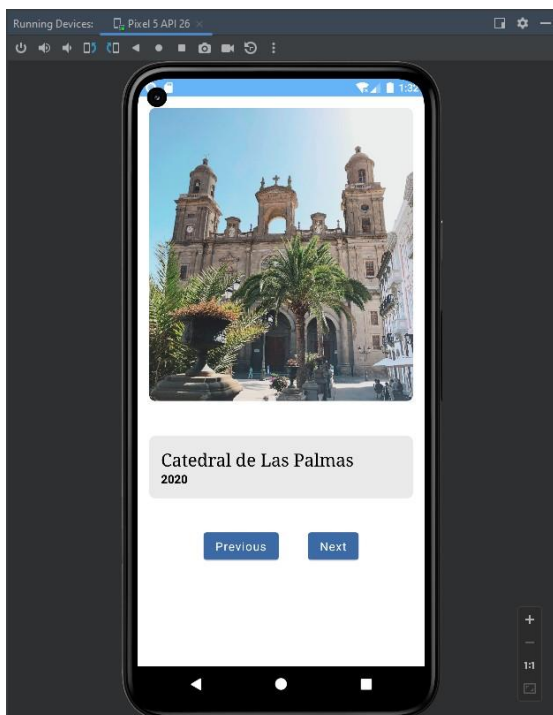 Running Devices: Pixel 5 API 26
1:32
Catedral de Las Palmas
2020
Previous Next
1:1